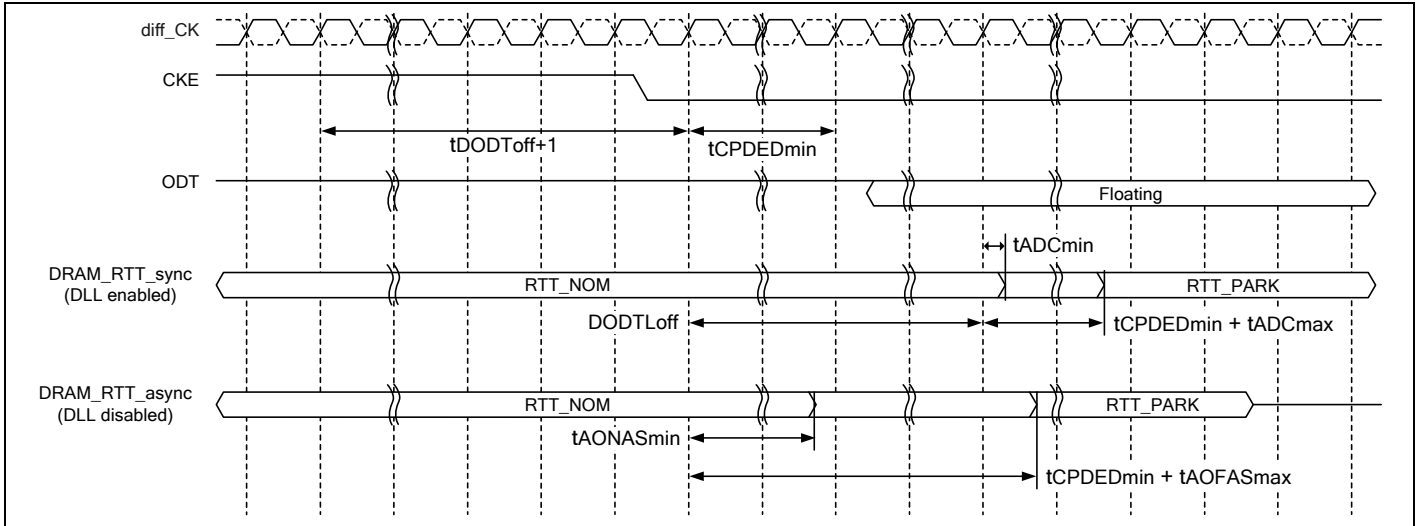 diff_CK
CKE
tDODToff+1
tCPDEDmin
ODT
Floating
tADCmin
DRAM_RTT_sync
(DLL enabled)
RTT_NOM
RTT_PARK
DODTLoff
tCPDEDmin + tADCmax
DRAM_RTT_async
(DLL disabled)
RTT_NOM
RTT_PARK
tAONASmin
tCPDEDmin + tAOFASmax